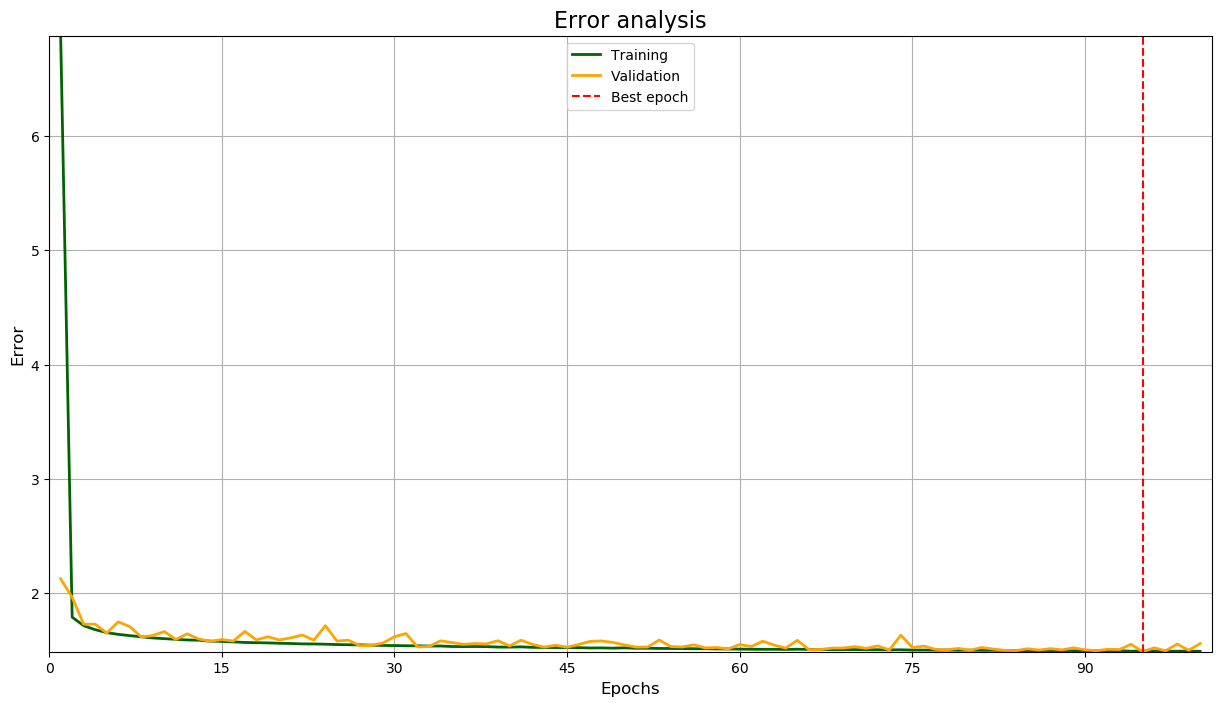 Error analysis
Training
Validation
Best epoch
Error
6
5
4
3
2
0 15 30 45 60 75 90
Epochs